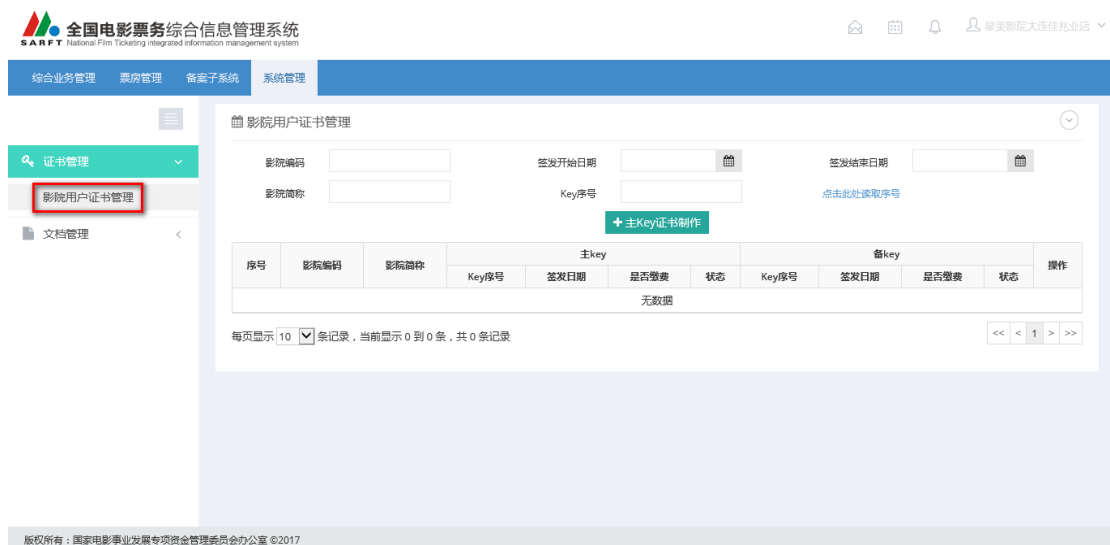 全国电影票务综合信息管理系统
SARFT National Film Ticketing integrated information management system
星美影院大连佳兆业店
综合业务管理 票房管理 备案子系统 系统管理
影院用户证书管理
证书管理
影院编码 签发开始日期 签发结束日期
影院用户证书管理
影院简称 Key序号 点击此处读取序号
+主Key证书制作
文档管理 <
序号 影院编码 影院简称 主key 备key 操作
Key序号 签发日期 是否缴费 状态 Key序号 签发日期 是否缴费 状态
无数据
每页显示 10 条记录，当前显示 0 到 0 条，共 0 条记录
<< < 1 > >>
版权所有：国家电影事业发展专项资金管理委员会办公室 ©2017